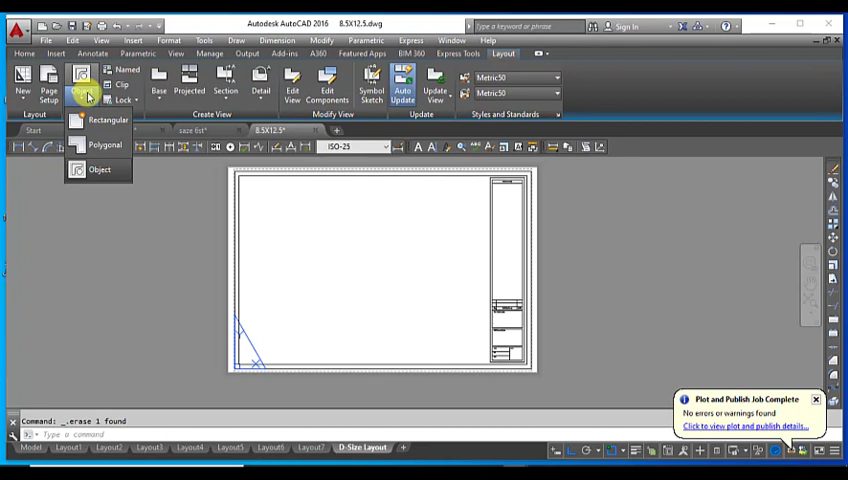 Autodesk AutoCAD 2016 8.5X12.5.dwg
Type a keyword or phrase
Sign In
File Edit View Insert Format Tools Draw Dimension Modify Parametric Express Window Help
Home Insert Annotate Parametric View Manage Output Add-ins A360 Featured Apps BIM 360 Express Tools Layout
New
Page Setup
Object
Named
Clip
Lock
Base
Projected
Section
Detail
Edit View
Edit Components
Symbol Sketch
Auto Update
Update View
Metric50
Metric50
Layout
Create View
Modify View
Update
Styles and Standards
Rectangular
Polygonal
Object
Start
saze 6st*
8.5X12.5*
ISO-25
Plot and Publish Job Complete
No errors or warnings found
Click to view plot and publish details...
Command: _.erase 1 found
Type a command
Model Layout1 Layout2 Layout3 Layout4 Layout5 Layout6 Layout7 D-Size Layout